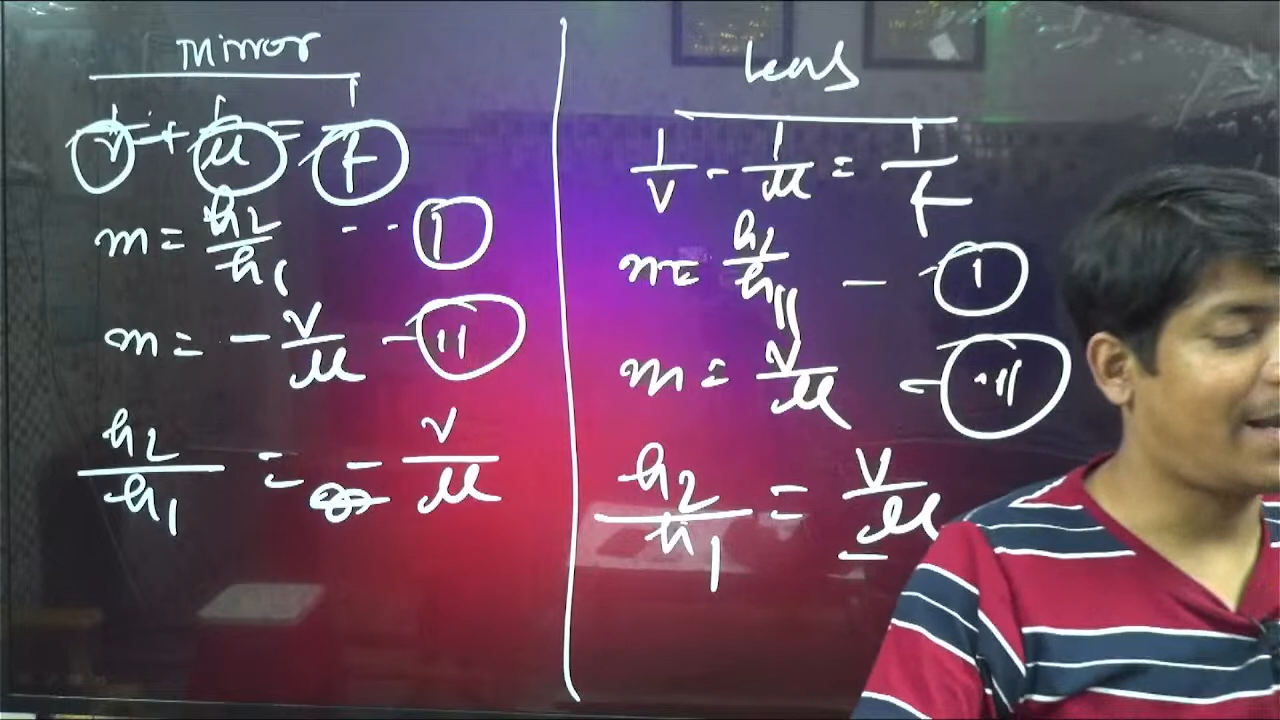 mirror
1/v + 1/u = 1/f
m = h2/h1 -- I
m = - v/u - II
h2/h1 = - v/u
Lens
1/v - 1/u = 1/f
m = h2/h1 - I
m = v/u - II
h2/h1 = v/u